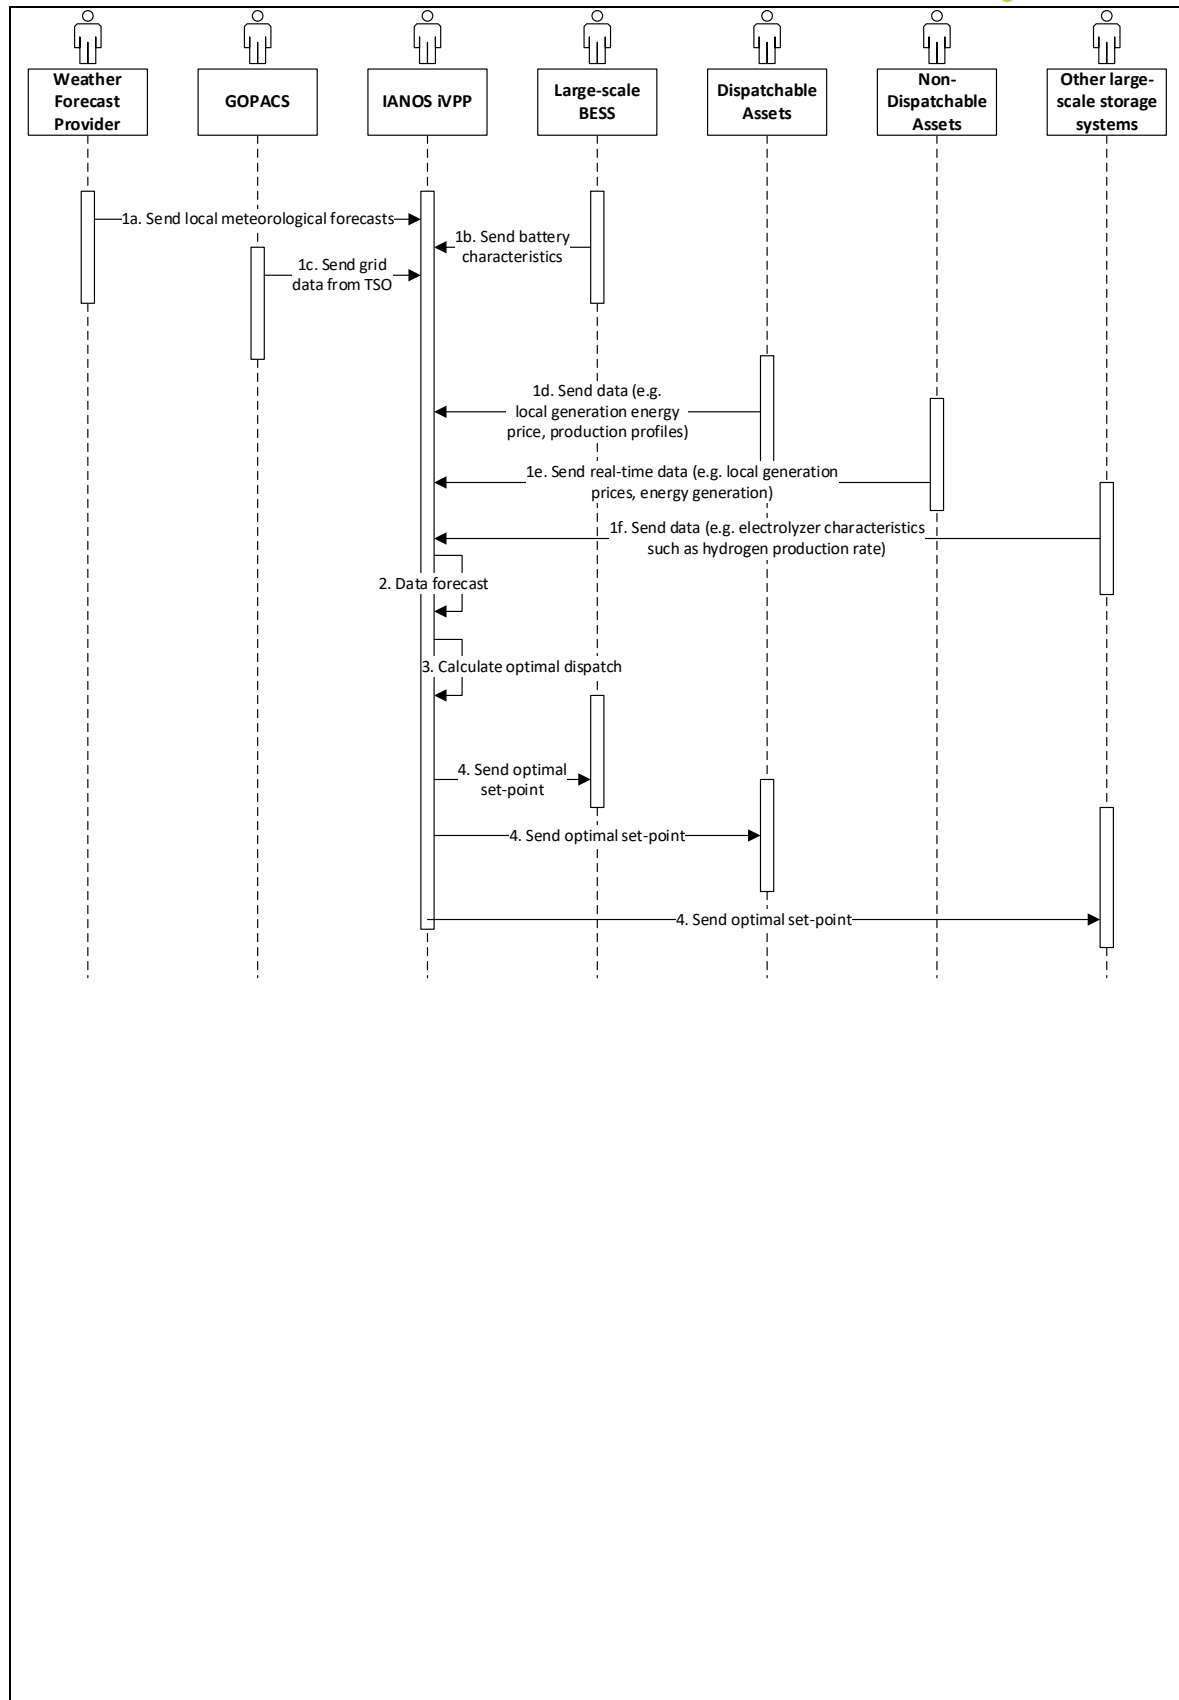 Weather
Forecast
Provider
GOPACS
IANOS iVPP
Large-scale
BESS
Dispatchable
Assets
Non-
Dispatchable
Assets
Other large-
scale storage
systems
1a. Send local meteorological forecasts
1b. Send battery
characteristics
1c. Send grid
data from TSO
1d. Send data (e.g.
local generation energy
price, production profiles)
1e. Send real-time data (e.g. local generation
prices, energy generation)
1f. Send data (e.g. electrolyzer characteristics
such as hydrogen production rate)
2. Data forecast
3. Calculate optimal dispatch
4. Send optimal
set-point
4. Send optimal set-point
4. Send optimal set-point